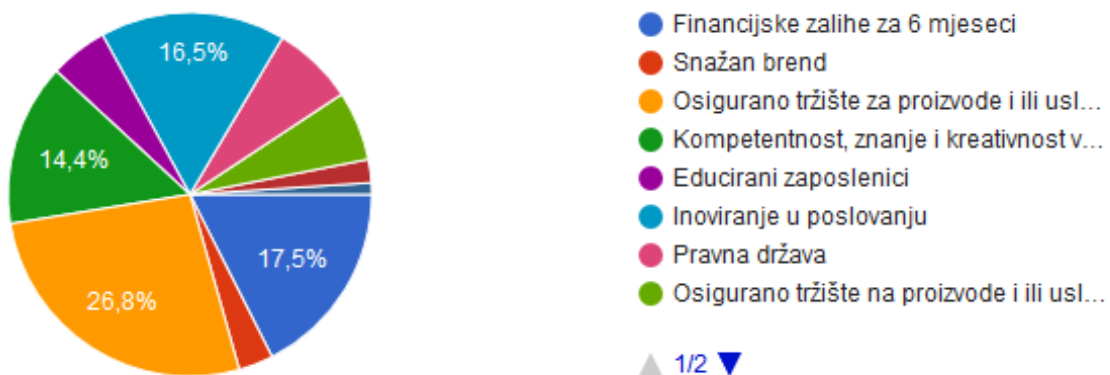 16,5%
14,4%
17,5%
26,8%
Financijske zalihe za 6 mjeseci
Snažan brend
Osigurano tržište za proizvode i ili usl...
Kompetentnost, znanje i kreativnost v...
Educirani zaposlenici
Inoviranje u poslovanju
Pravna država
Osigurano tržište na proizvode i ili usl...
1/2